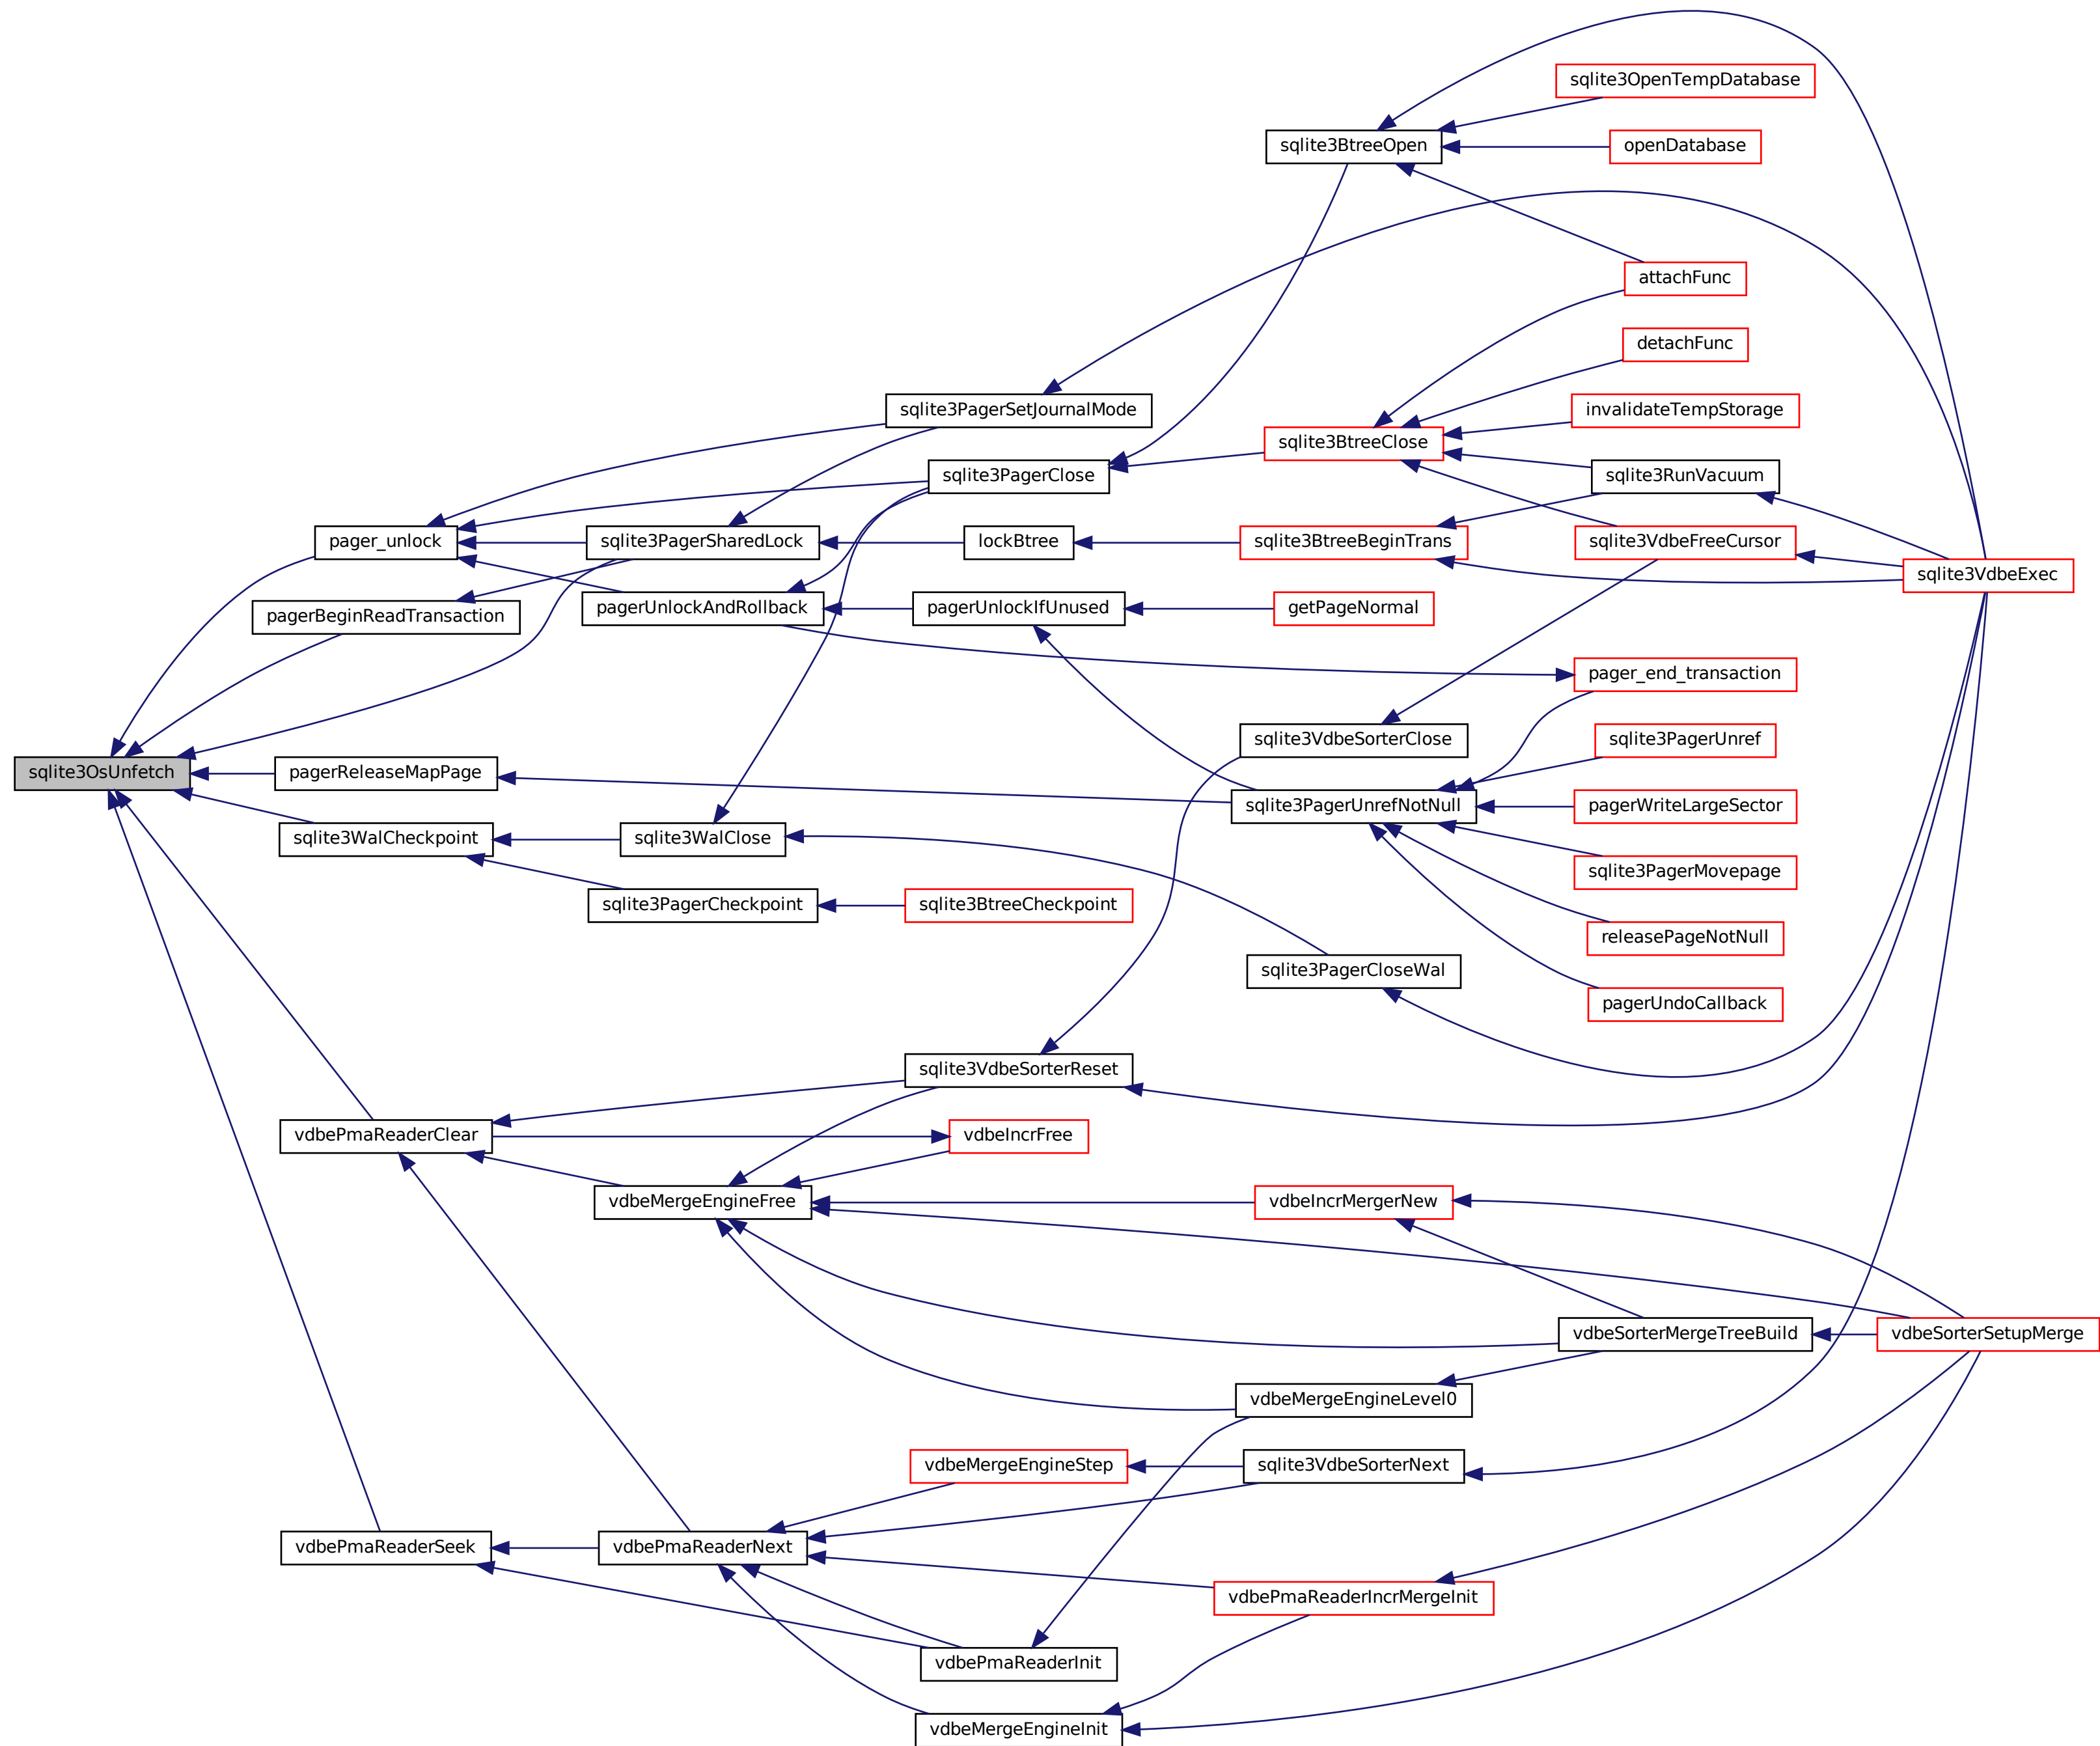 sqlite3OpenTempDatabase
sqlite3BtreeOpen
openDatabase
attachFunc
detachFunc
sqlite3PagerSetJournalMode
invalidateTempStorage
sqlite3BtreeClose
sqlite3PagerClose
sqlite3RunVacuum
pager_unlock
sqlite3PagerSharedLock
lockBtree
sqlite3BtreeBeginTrans
sqlite3VdbeFreeCursor
sqlite3VdbeExec
pagerBeginReadTransaction
pagerUnlockAndRollback
pagerUnlockIfUnused
getPageNormal
pager_end_transaction
sqlite3VdbeSorterClose
sqlite3PagerUnref
sqlite3OsUnfetch
pagerReleaseMapPage
sqlite3PagerUnrefNotNull
pagerWriteLargeSector
sqlite3WalCheckpoint
sqlite3WalClose
sqlite3PagerMovepage
sqlite3PagerCheckpoint
sqlite3BtreeCheckpoint
releasePageNotNull
sqlite3PagerCloseWal
pagerUndoCallback
sqlite3VdbeSorterReset
vdbePmaReaderClear
vdbeIncrFree
vdbeMergeEngineFree
vdbeIncrMergerNew
vdbeSorterMergeTreeBuild
vdbeSorterSetupMerge
vdbeMergeEngineLevel0
vdbeMergeEngineStep
sqlite3VdbeSorterNext
vdbePmaReaderSeek
vdbePmaReaderNext
vdbePmaReaderIncrMergeInit
vdbePmaReaderInit
vdbeMergeEngineInit